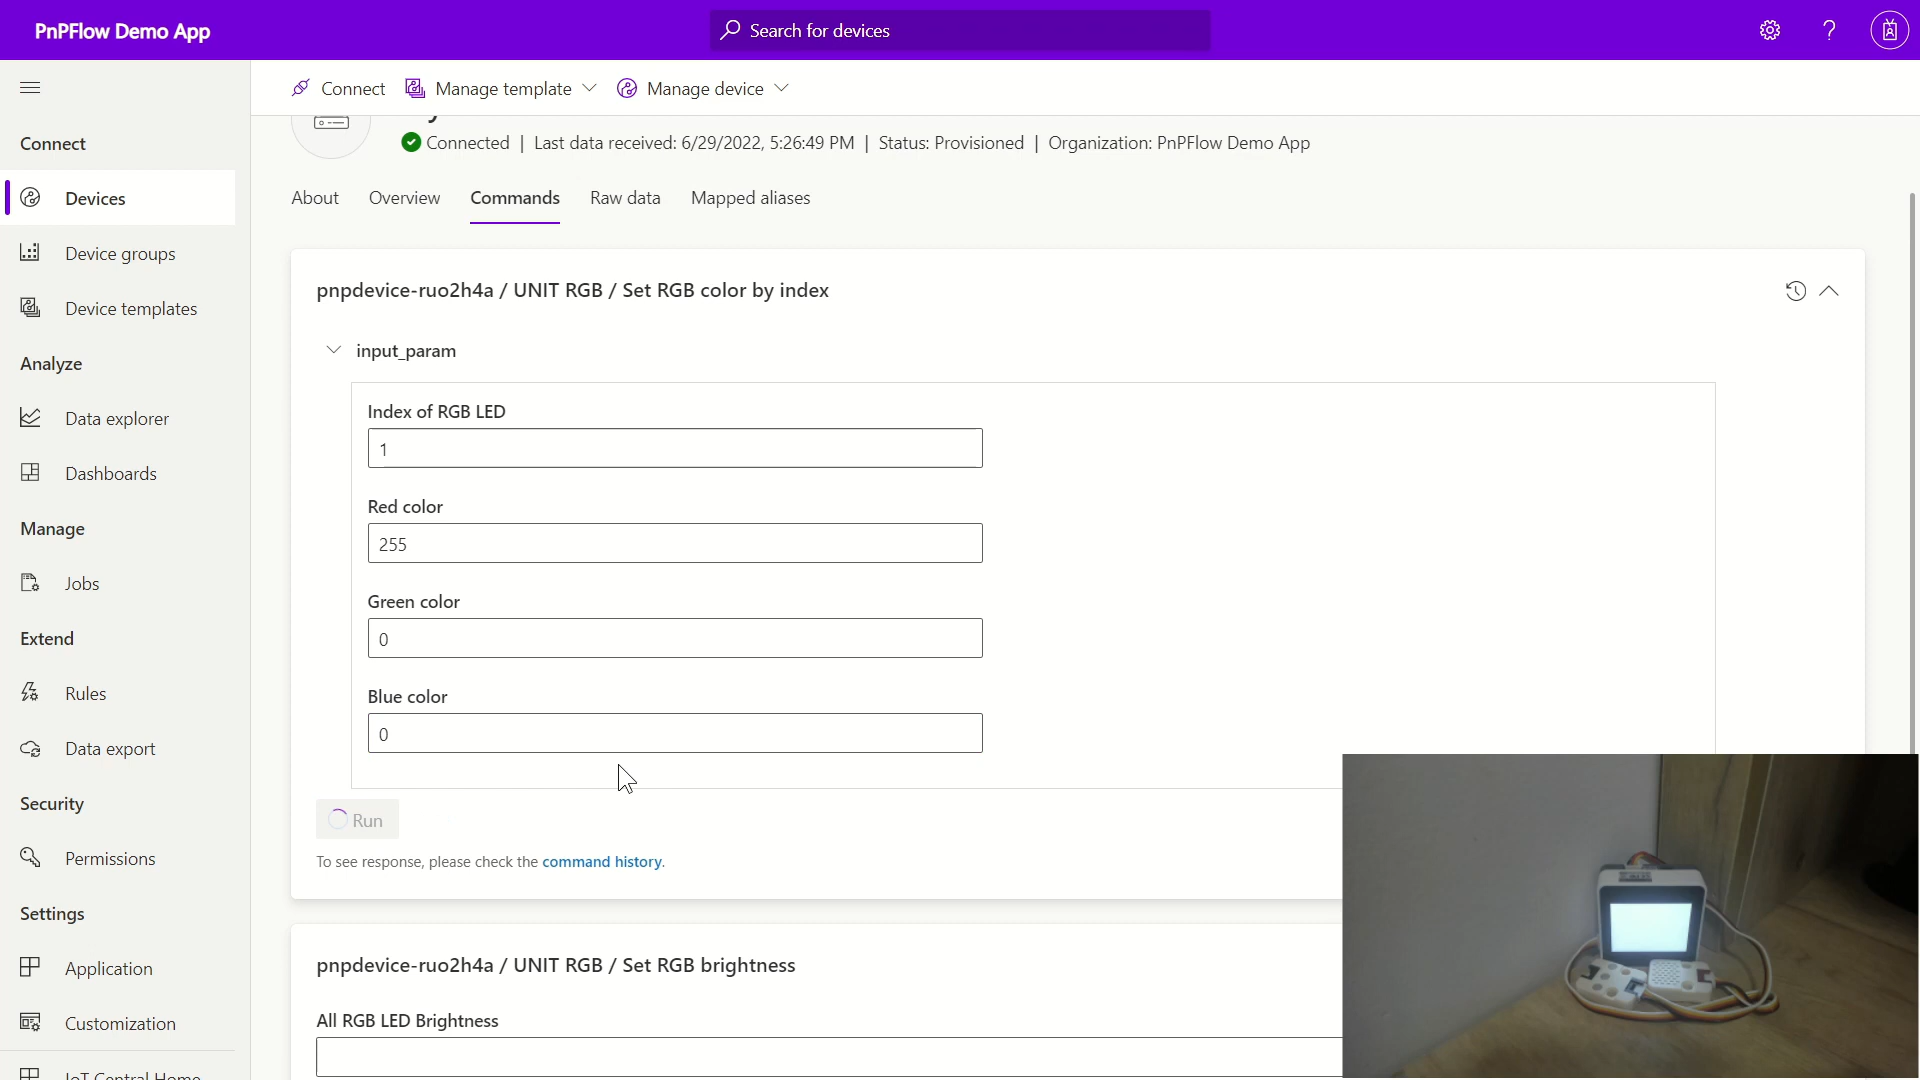 PnPFlow Demo App
Search for devices
Connect
Manage template
Manage device
Connected | Last data received: 6/29/2022, 5:26:49 PM | Status: Provisioned | Organization: PnPFlow Demo App
Connect
Devices
Device groups
Device templates
Analyze
Data explorer
Dashboards
Manage
Jobs
Extend
Rules
Data export
Security
Permissions
Settings
Application
Customization
IoT Central Home
About
Overview
Commands
Raw data
Mapped aliases
pnpdevice-ruo2h4a / UNIT RGB / Set RGB color by index
input_param
Index of RGB LED
1
Red color
255
Green color
0
Blue color
0
Run
To see response, please check the command history.
pnpdevice-ruo2h4a / UNIT RGB / Set RGB brightness
All RGB LED Brightness